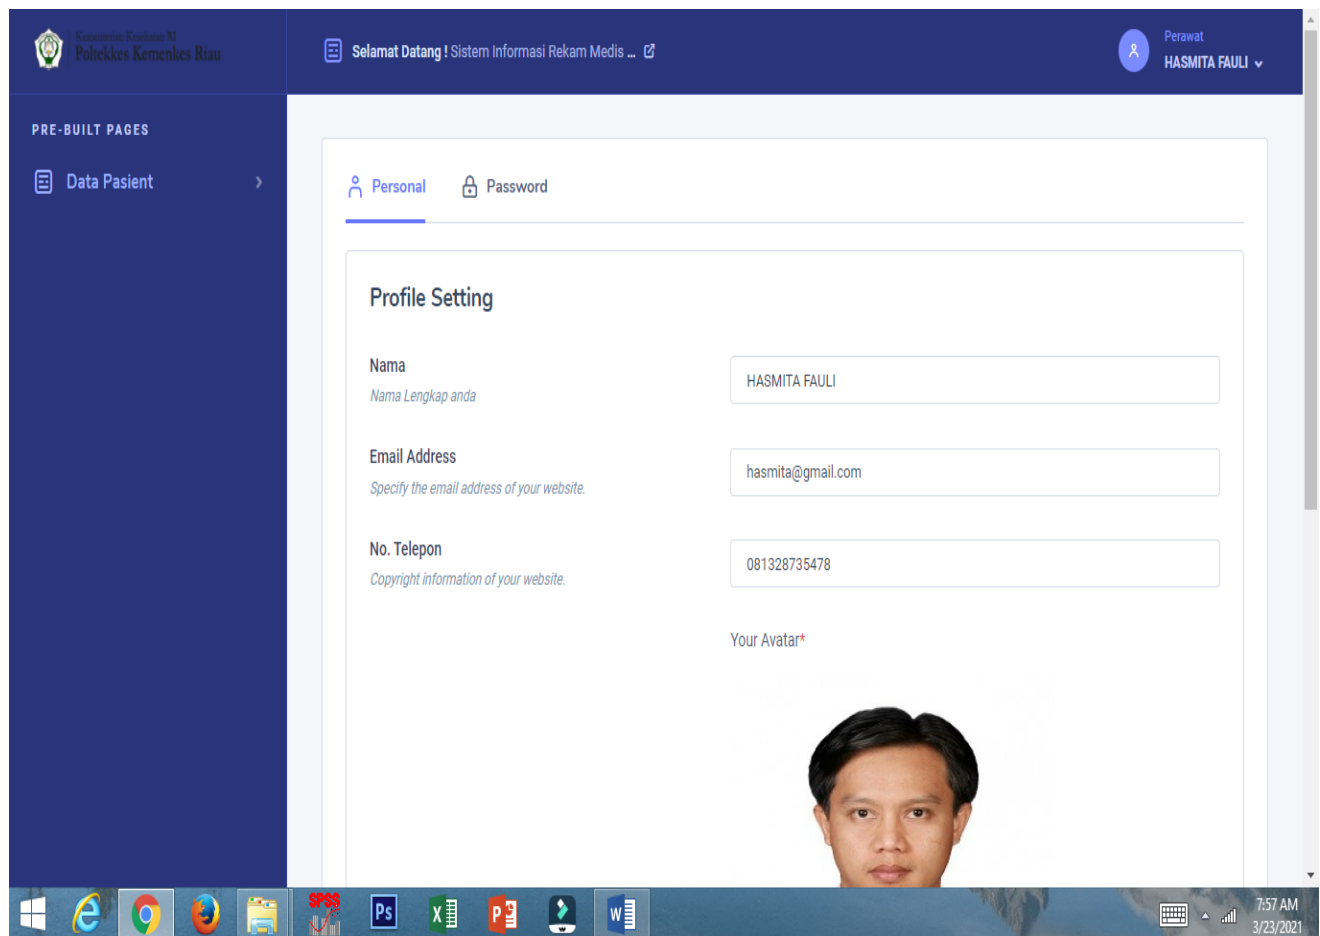 Kementerian Kesehatan RI
Poltekkes Kemenkes Riau
Selamat Datang ! Sistem Informasi Rekam Medis ...
Perawat
HASMITA FAULI
PRE-BUILT PAGES
Data Pasient
Personal
Password
Profile Setting
Nama
Nama Lengkap anda
HASMITA FAULI
Email Address
Specify the email address of your website.
hasmita@gmail.com
No. Telepon
Copyright information of your website.
081328735478
Your Avatar*
SPSS
Ps
X
P
W
7:57 AM
3/23/2021